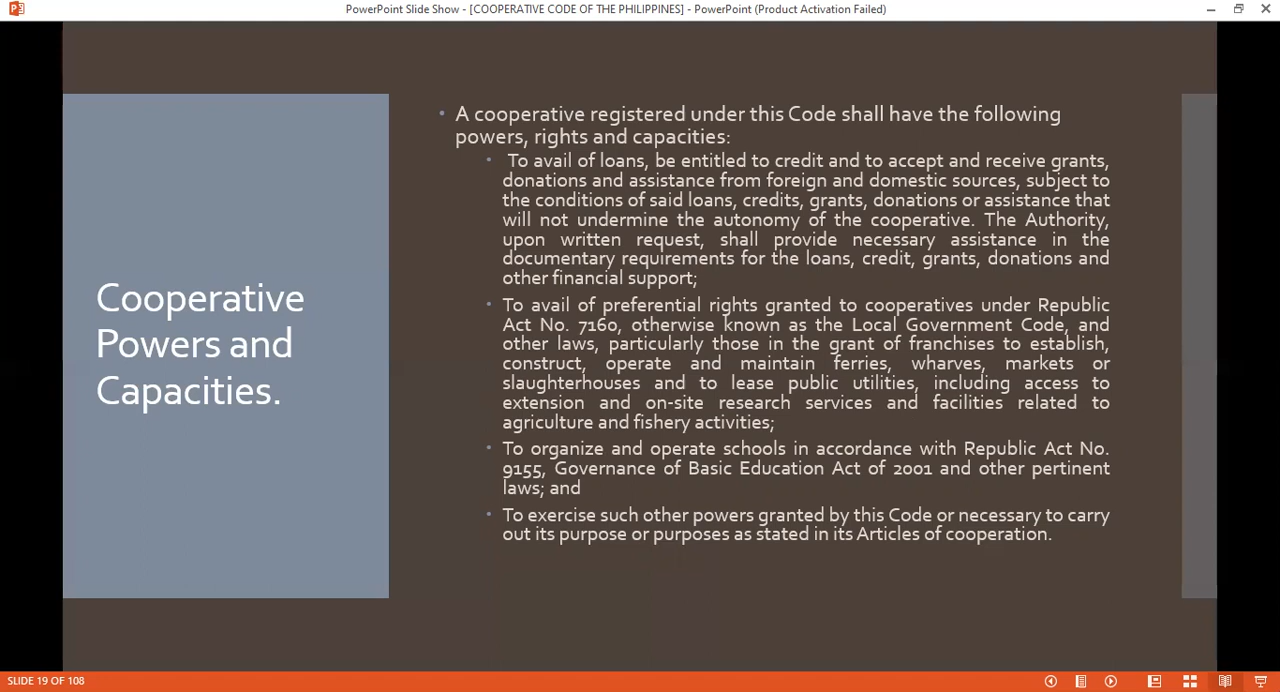 PowerPoint Slide Show - [COOPERATIVE CODE OF THE PHILIPPINES] - PowerPoint (Product Activation Failed)
Cooperative
Powers and
Capacities.
• A cooperative registered under this Code shall have the following
powers, rights and capacities:
• To avail of loans, be entitled to credit and to accept and receive grants,
donations and assistance from foreign and domestic sources, subject to
the conditions of said loans, credits, grants, donations or assistance that
will not undermine the autonomy of the cooperative. The Authority,
upon written request, shall provide necessary assistance in the
documentary requirements for the loans, credit, grants, donations and
other financial support;
• To avail of preferential rights granted to cooperatives under Republic
Act No. 7160, otherwise known as the Local Government Code, and
other laws, particularly those in the grant of franchises to establish,
construct, operate and maintain ferries, wharves, markets or
slaughterhouses and to lease public utilities, including access to
extension and on-site research services and facilities related to
agriculture and fishery activities;
• To organize and operate schools in accordance with Republic Act No.
9155, Governance of Basic Education Act of 2001 and other pertinent
laws; and
• To exercise such other powers granted by this Code or necessary to carry
out its purpose or purposes as stated in its Articles of cooperation.
SLIDE 19 OF 108